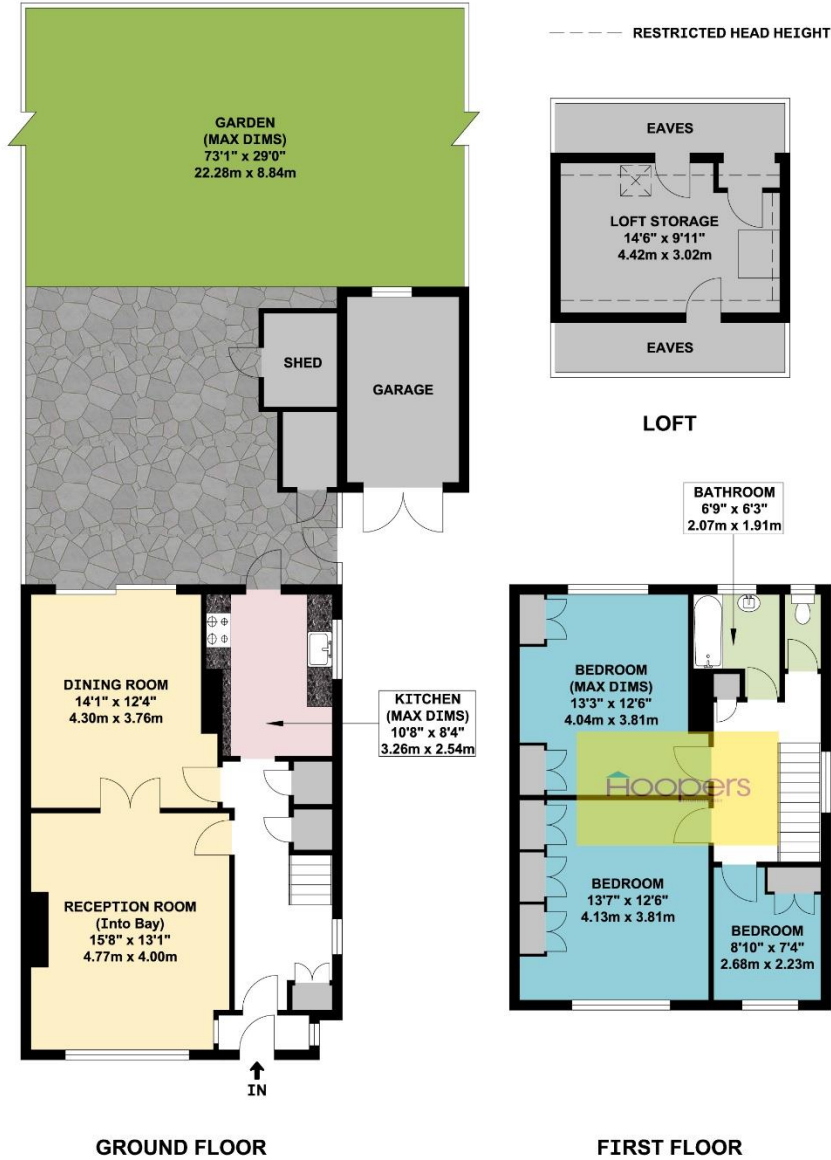 RESTRICTED HEAD HEIGHT
GARDEN
(MAX DIMS)
73'1" x 29'0"
22.28m x 8.84m
EAVES
LOFT STORAGE
14'6" x 9'11"
4.42m x 3.02m
EAVES
LOFT
SHED
GARAGE
BATHROOM
6'9" x 6'3"
2.07m x 1.91m
DINING ROOM
14'1" x 12'4"
4.30m x 3.76m
KITCHEN
(MAX DIMS)
10'8" x 8'4"
3.26m x 2.54m
RECEPTION ROOM
(Into Bay)
15'8" x 13'1"
4.77m x 4.00m
IN
BEDROOM
(MAX DIMS)
13'3" x 12'6"
4.04m x 3.81m
Hoopers
BEDROOM
13'7" x 12'6"
4.13m x 3.81m
BEDROOM
8'10" x 7'4"
2.68m x 2.23m
GROUND FLOOR
FIRST FLOOR